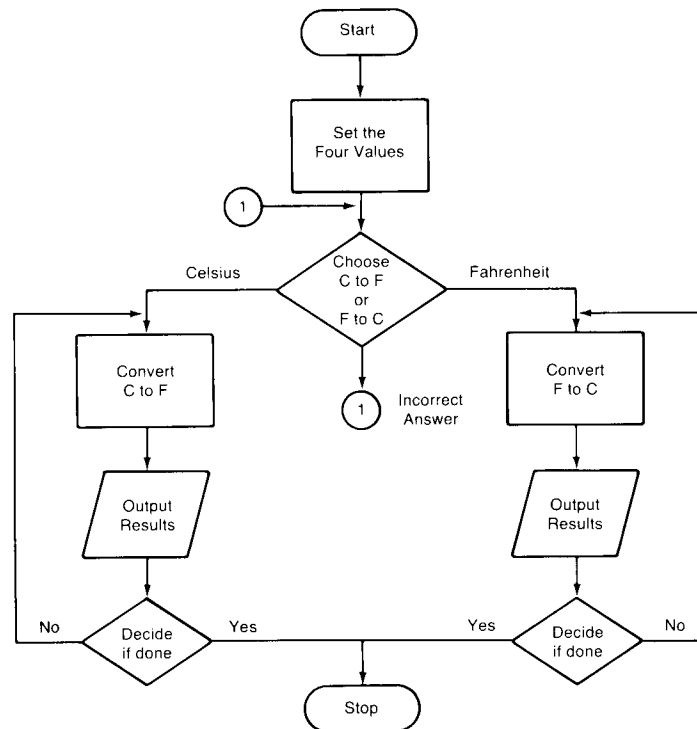 Start
Set the
Four Values
1
Choose
C to F
or
F to C
Celsius
Fahrenheit
Convert
C to F
1
Incorrect
Answer
Convert
F to C
Output
Results
Output
Results
No
Decide
if done
Yes
Yes
Decide
if done
No
Stop